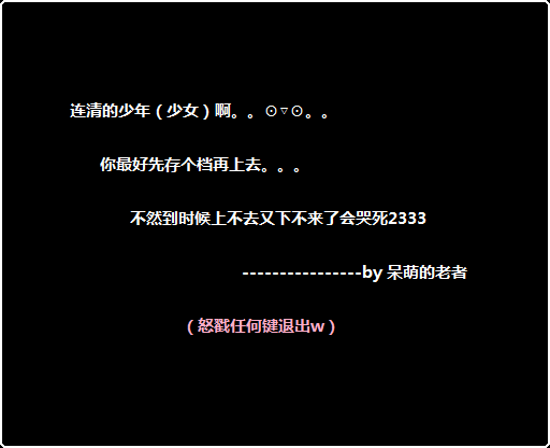 连清的少年（少女）啊。。⊙▽⊙。。
你最好先存个档再上去。。。
不然到时候上不去又下不来了会哭死2333
----------------by 呆萌的老者
（怒戳任何键退出w）